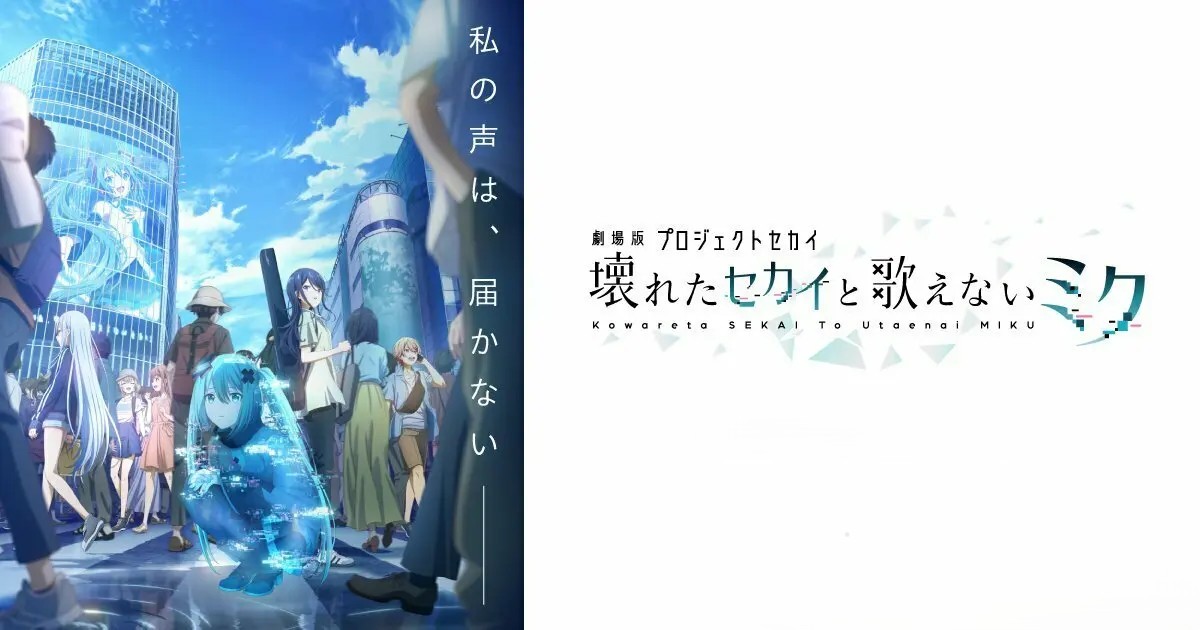 私の声は、届かない──
劇場版 プロジェクトセカイ
壊れたセカイと歌えないミク
Kowareta SEKAI To Utaenai MIKU